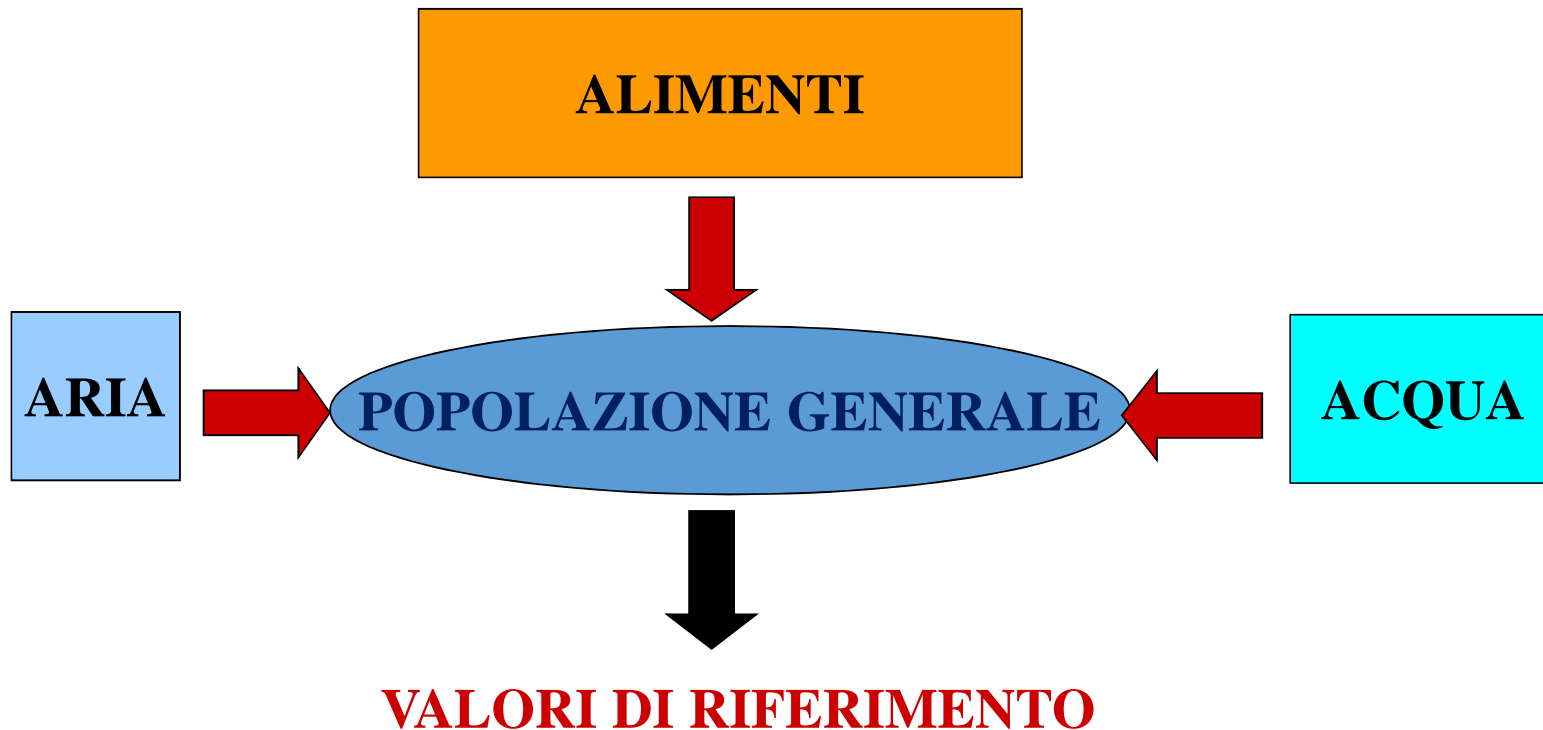 ALIMENTI
ARIA
POPOLAZIONE GENERALE
ACQUA
VALORI DI RIFERIMENTO